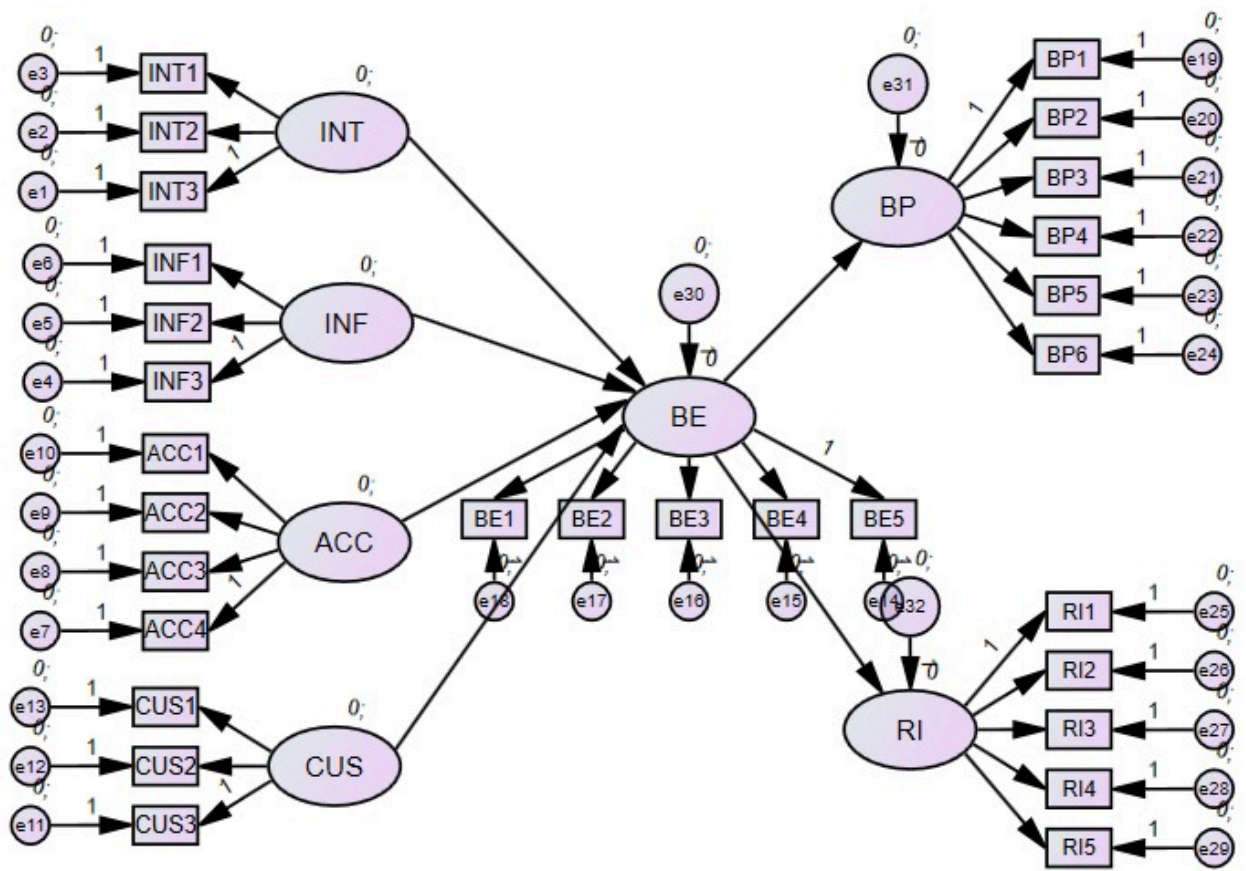 0; 0; 0; 0;
e3 1 INT1 INT e31 BP1 1 e19
0; 0;
e2 1 INT2 1 BP2 1 e20
0; 1 0 0;
e1 1 INT3 BP3 1 e21
BP 0;
0; 0; BP4 1 e22
e6 1 INF1 0; 0;
0; e30 BP5 1 e23
e5 1 INF2 INF 0;
0; 1 0 BP6 1 e24
e4 1 INF3
0; BE
e10 1 ACC1 1
0; 0;
e9 1 ACC2 BE1 BE2 BE3 BE4 BE5
0; ACC
e8 1 ACC3 0; 1 0; 1 0; 1 0; 1 0; 1 0; 0;
0; 1 e18 e17 e16 e15 e14 e32 RI1 1 e25
e7 1 ACC4 1 0;
0; 0 RI2 1 e26
e13 1 CUS1 0; 0;
0; RI RI3 1 e27
e12 1 CUS2 CUS 0;
0; 1 RI4 1 e28
e11 1 CUS3 0;
RI5 1 e29